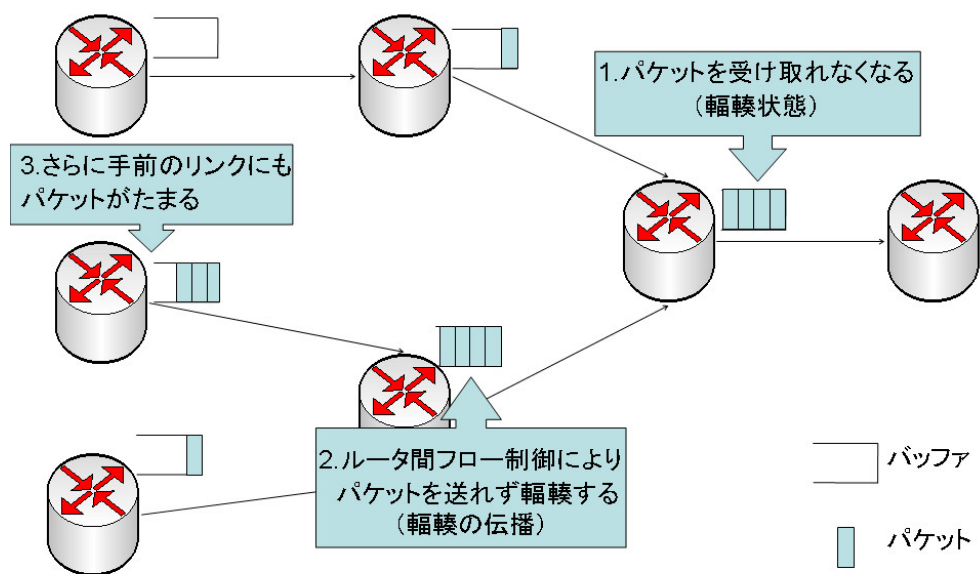 1.パケットを受け取れなくなる
(輻輳状態)
3.さらに手前のリンクにも
パケットがたまる
2.ルータ間フロー制御により
パケットを送れず輻輳する
(輻輳の伝播)
バッファ
パケット